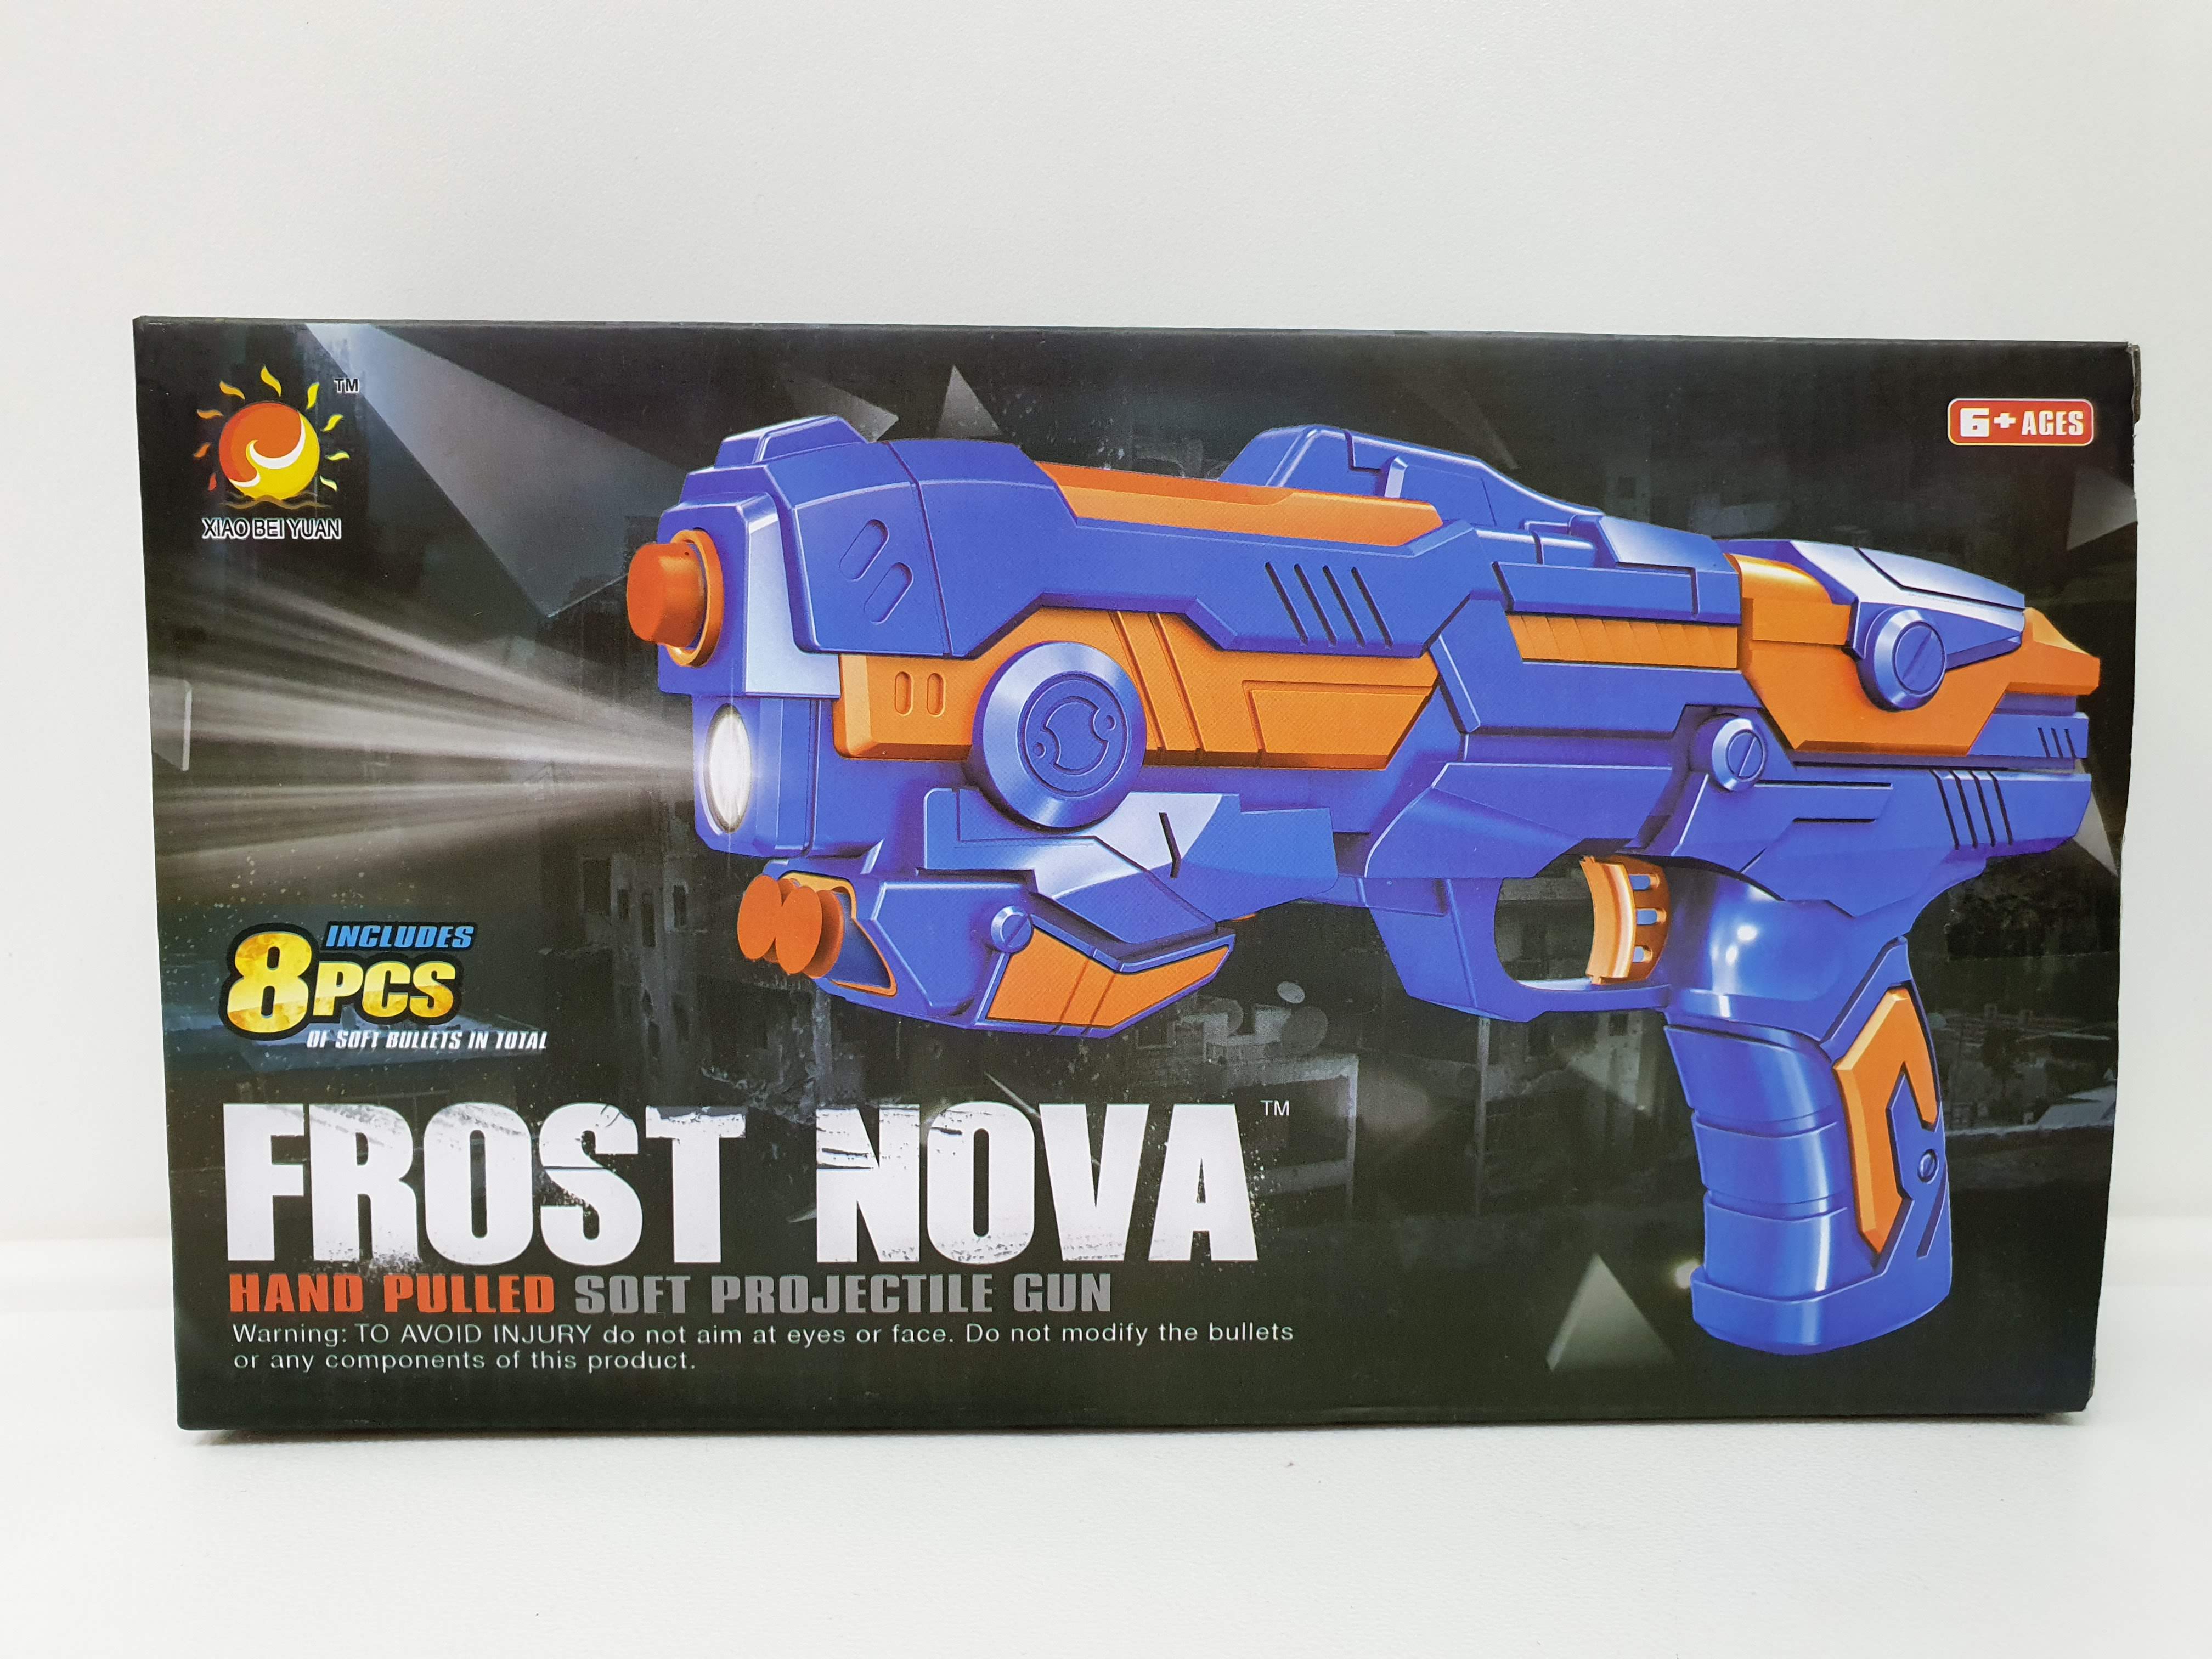 TM
XIAO BEI YUAN
6+ AGES
INCLUDES
8PCS
OF SOFT BULLETS IN TOTAL
FROST NOVA TM
HAND PULLED SOFT PROJECTILE GUN
Warning: TO AVOID INJURY do not aim at eyes or face. Do not modify the bullets
or any components of this product.